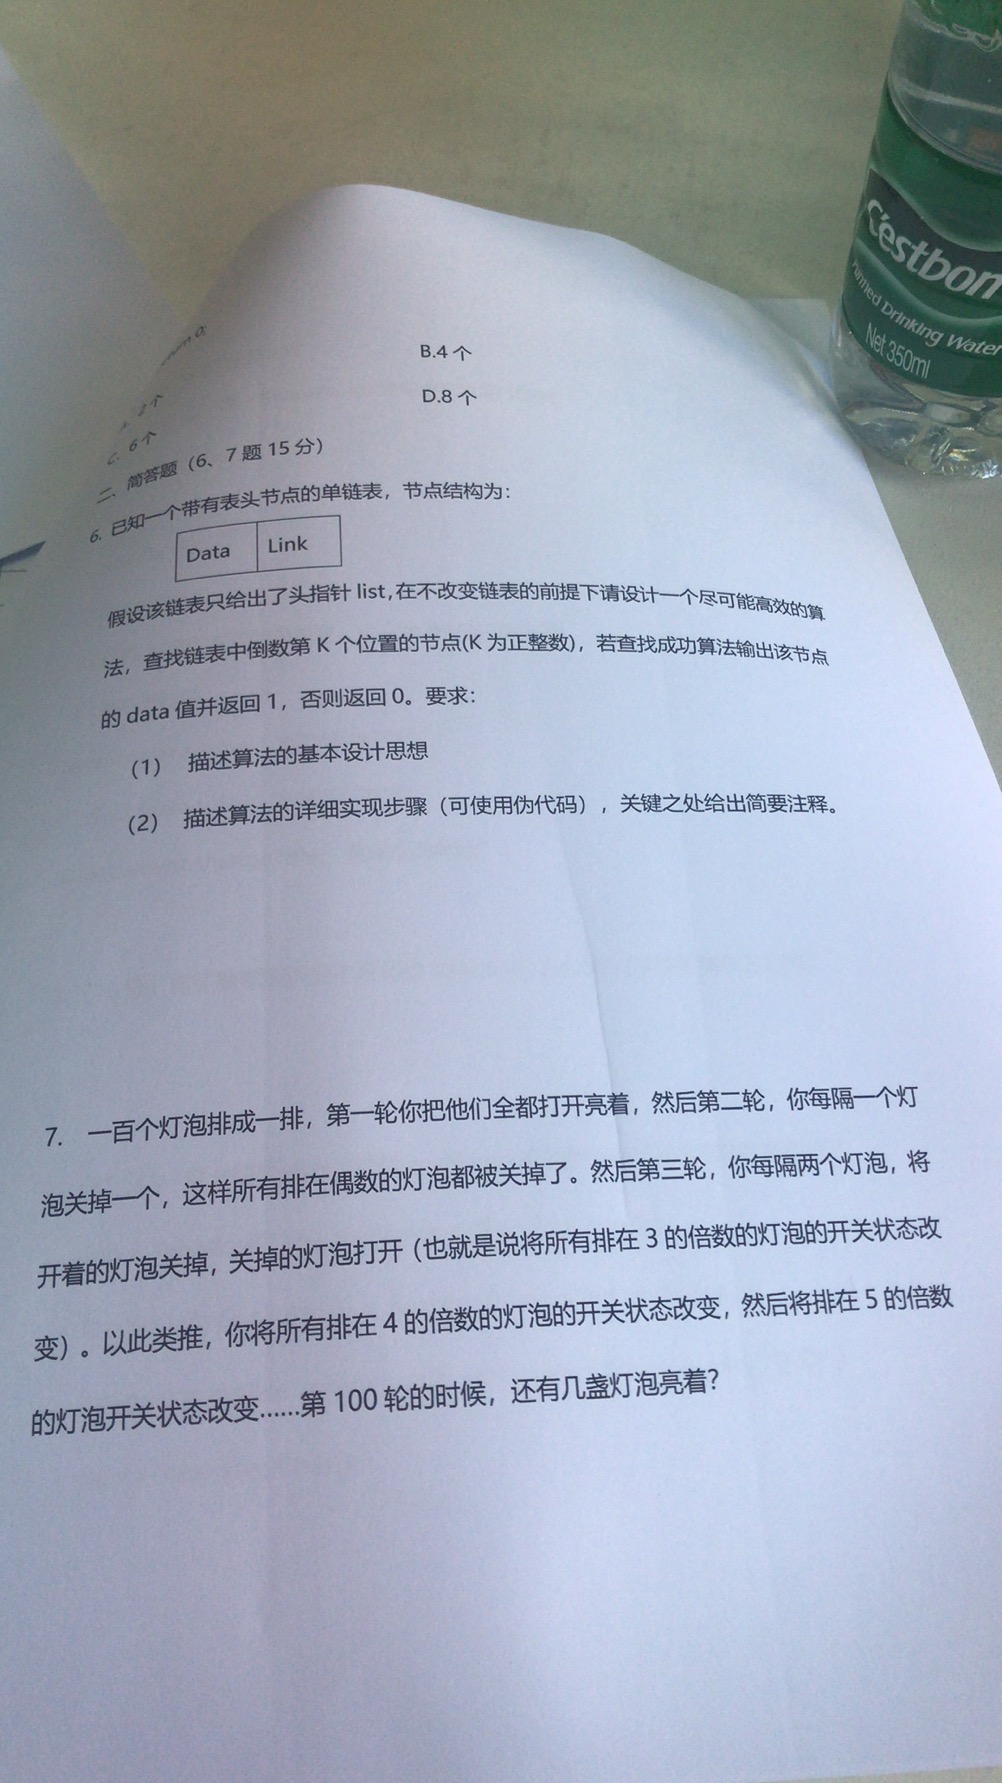 B.4 个
2个
D.8 个
C. 6个
二、简答题（6、7 题 15 分）
6. 已知一个带有表头节点的单链表，节点结构为：
Data Link
假设该链表只给出了头指针 list,在不改变链表的前提下请设计一个尽可能高效的算
法，查找链表中倒数第 K 个位置的节点(K 为正整数)，若查找成功算法输出该节点
的 data 值并返回 1，否则返回 0。要求：
（1） 描述算法的基本设计思想
（2） 描述算法的详细实现步骤（可使用伪代码），关键之处给出简要注释。
7. 一百个灯泡排成一排，第一轮你把他们全都打开亮着，然后第二轮，你每隔一个灯
泡关掉一个，这样所有排在偶数的灯泡都被关掉了。然后第三轮，你每隔两个灯泡，将
开着的灯泡关掉，关掉的灯泡打开（也就是说将所有排在 3 的倍数的灯泡的开关状态改
变）。以此类推，你将所有排在 4 的倍数的灯泡的开关状态改变，然后将排在 5 的倍数
的灯泡开关状态改变……第 100 轮的时候，还有几盏灯泡亮着?
C'estbon
Purified Drinking Water
Net 350ml